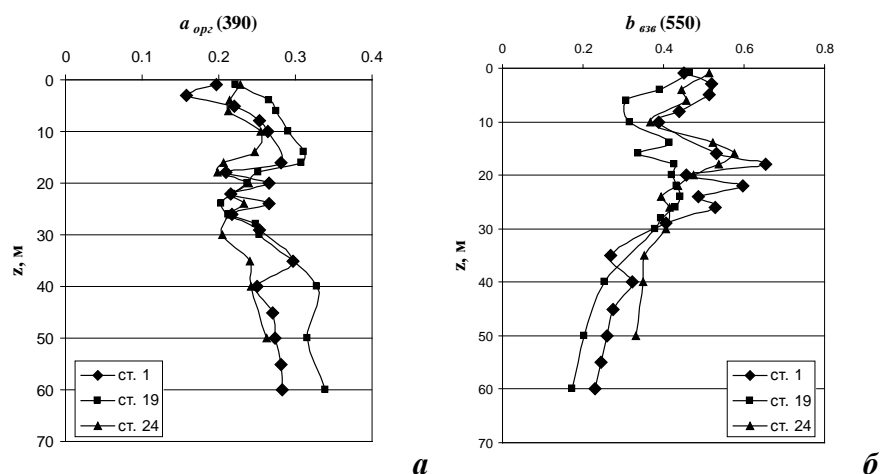 a орг (390)
0 0.1 0.2 0.3 0.4
0
10
20
30
40
50
60
70
z, м
ст. 1
ст. 19
ст. 24
а
b взв (550)
0 0.2 0.4 0.6 0.8
0
10
20
30
40
50
60
70
z, м
ст. 1
ст. 19
ст. 24
б